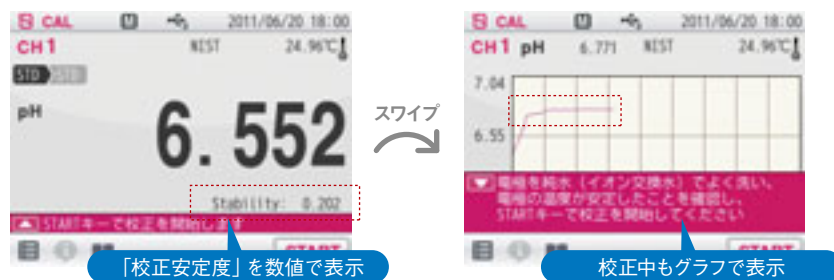 CAL
2011/06/20 18:00
CH1
NIST
24.96℃
STD
pH
6.552
Stability: 0.202
STARTキーで校正を開始します
「校正安定度」を数値で表示
スワイプ
CAL
2011/06/20 18:00
CH1 pH 6.771 NIST 24.96℃
7.04
6.55
電極を純水（イオン交換水）でよく洗い、
電極の温度が安定したことを確認し、
STARTキーで校正を開始してください
校正中もグラフで表示